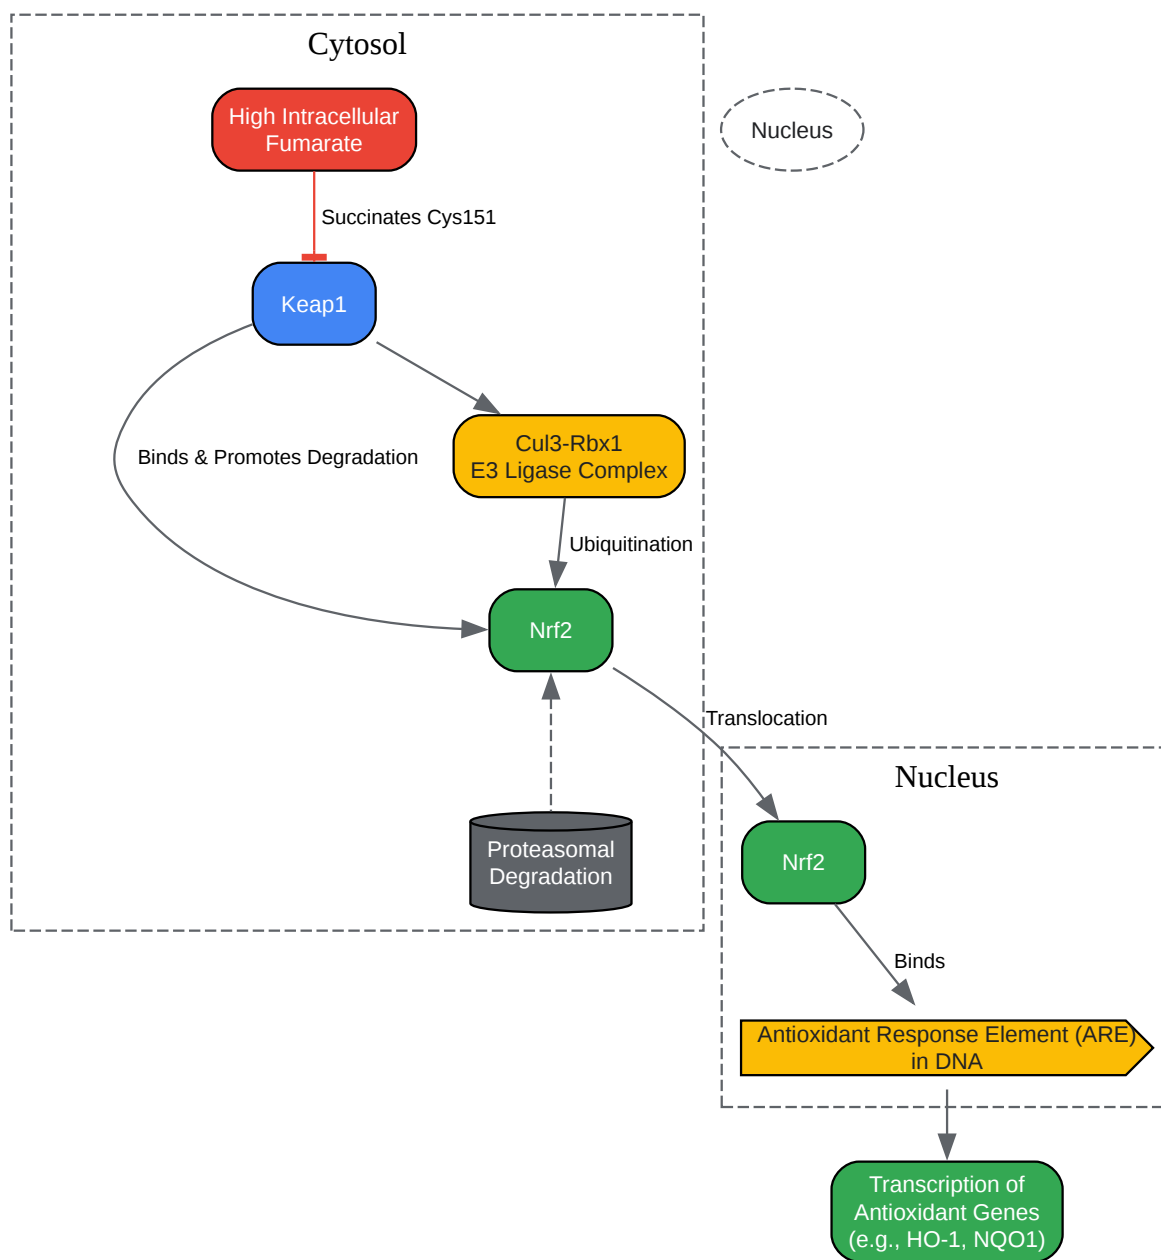 Cytosol
High Intracellular
Fumarate
Nucleus
Succinates Cys151
Keap1
Binds & Promotes Degradation
Cul3-Rbx1
E3 Ligase Complex
Ubiquitination
Nrf2
Translocation
Nucleus
Proteasomal
Degradation
Nrf2
Binds
Antioxidant Response Element (ARE)
in DNA
Transcription of
Antioxidant Genes
(e.g., HO-1, NQO1)